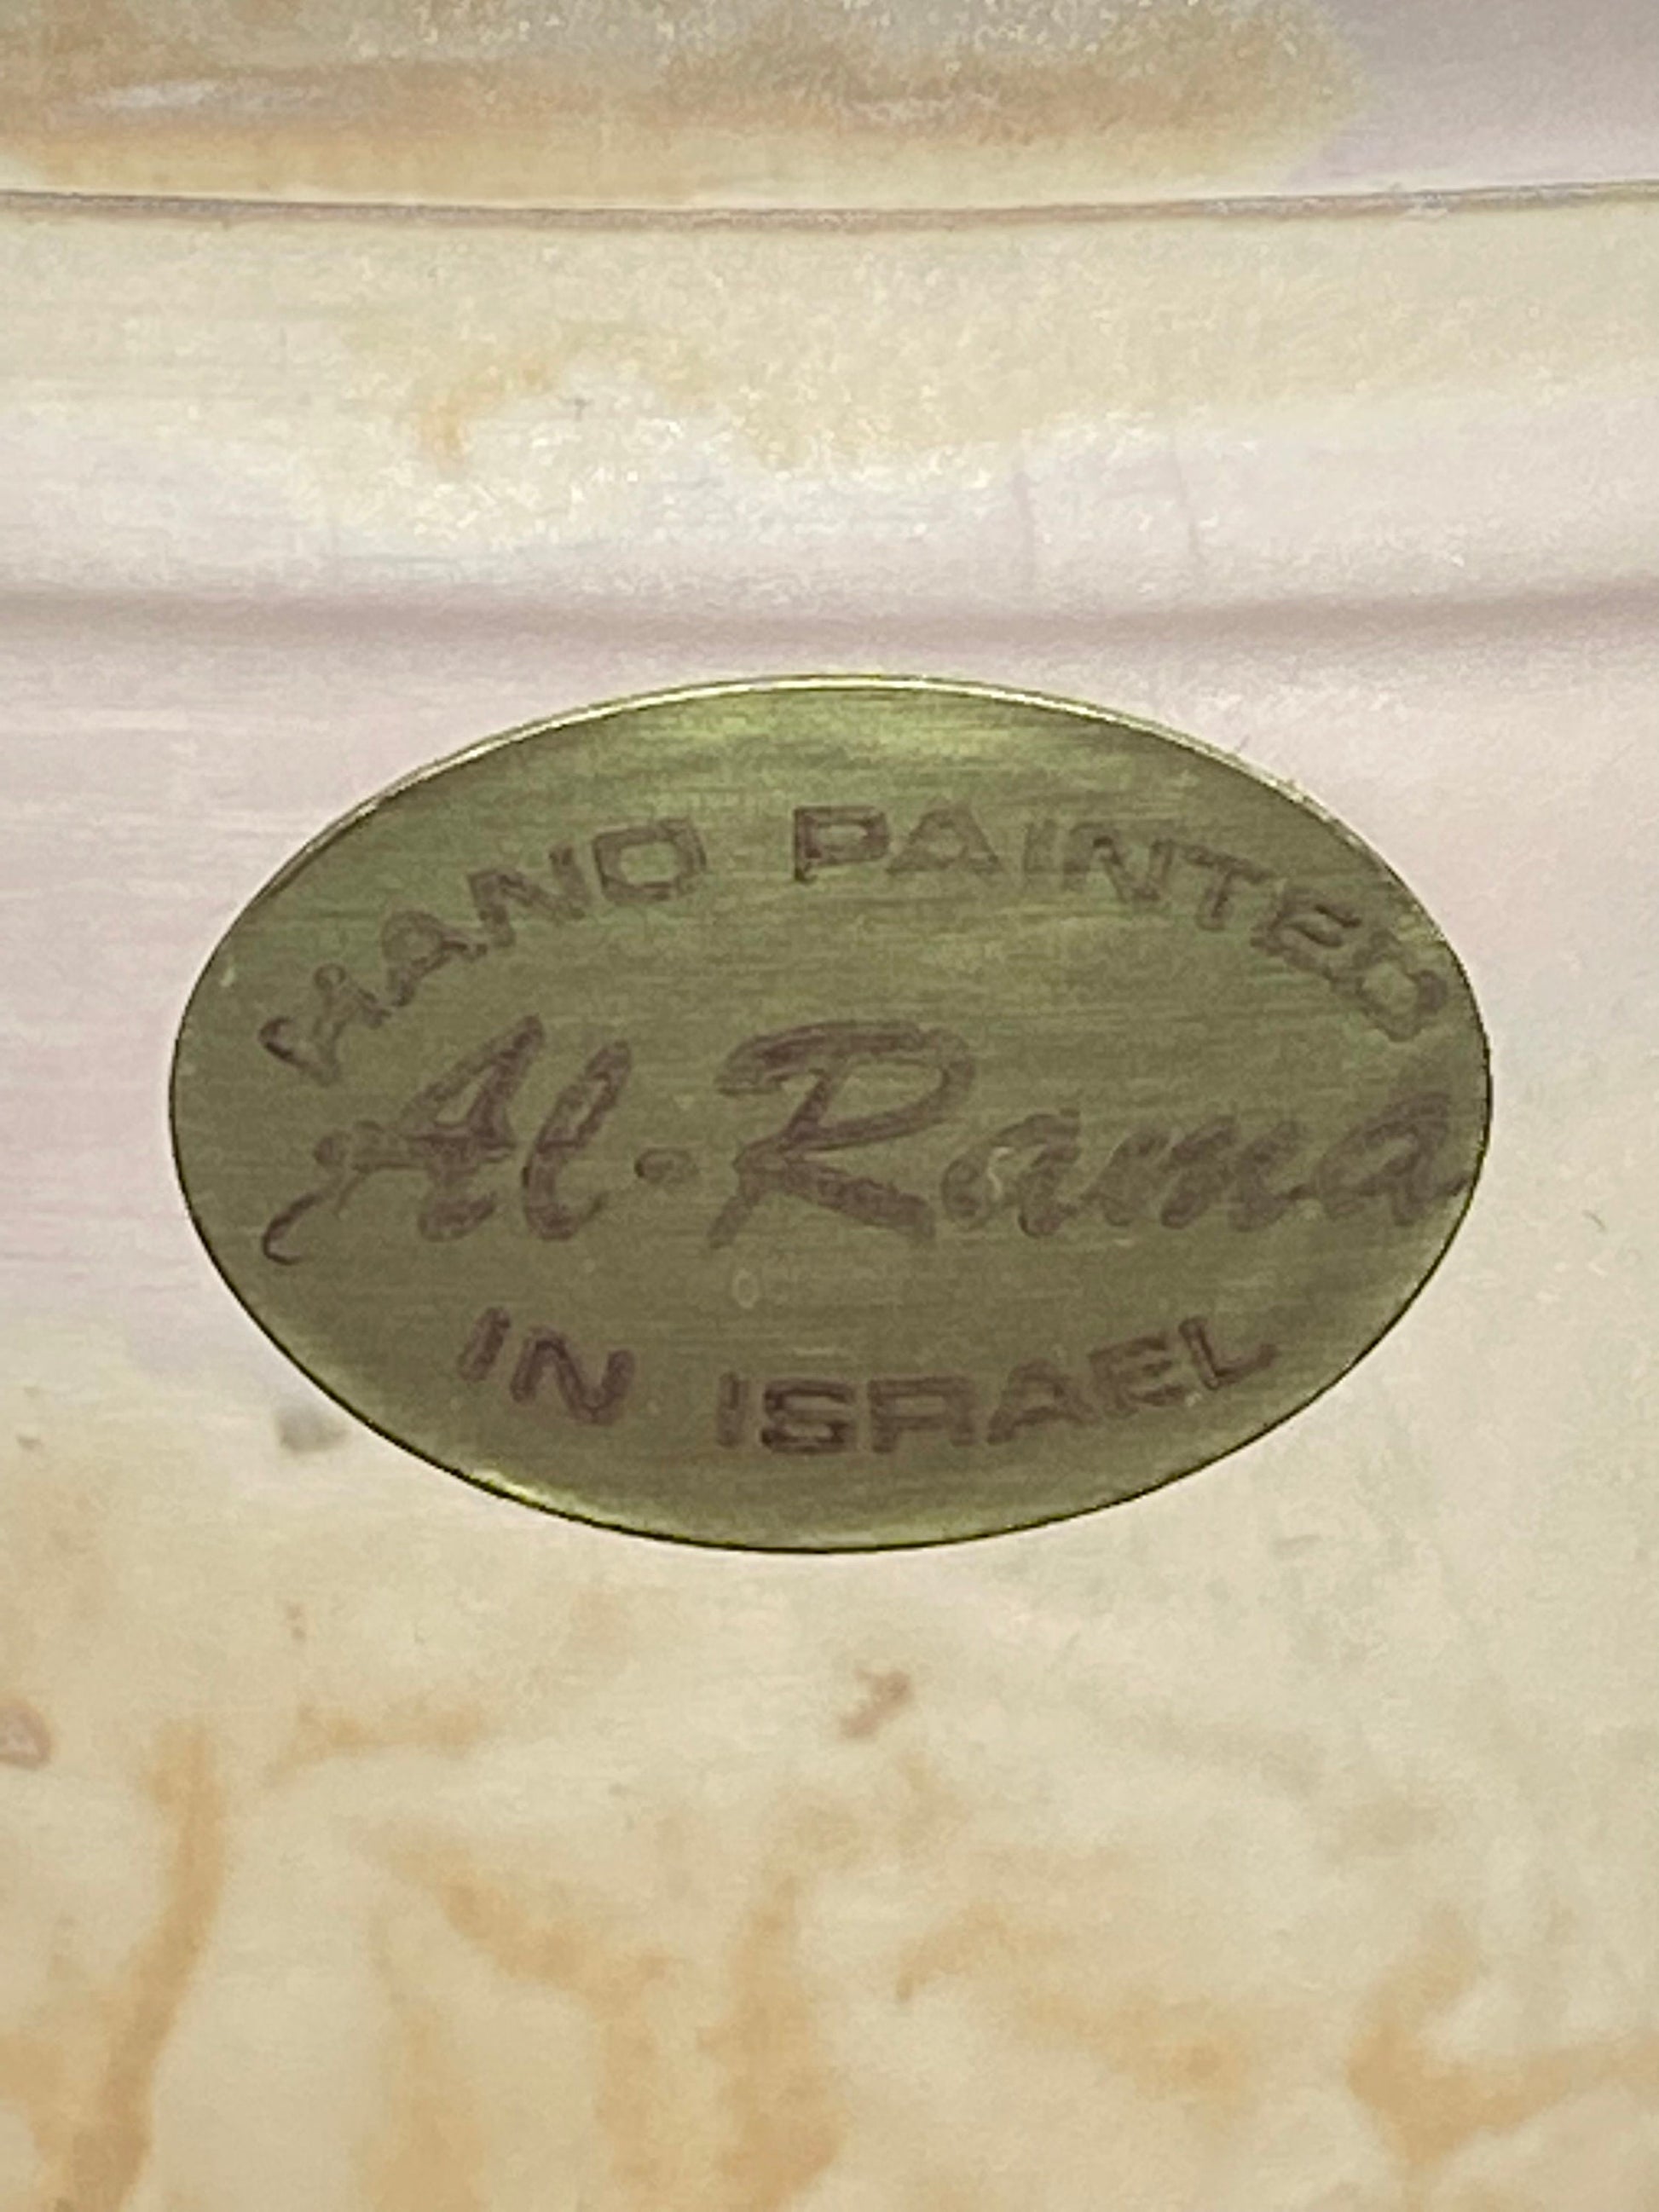 HAND PAINTED
Al-Rama
IN ISRAEL